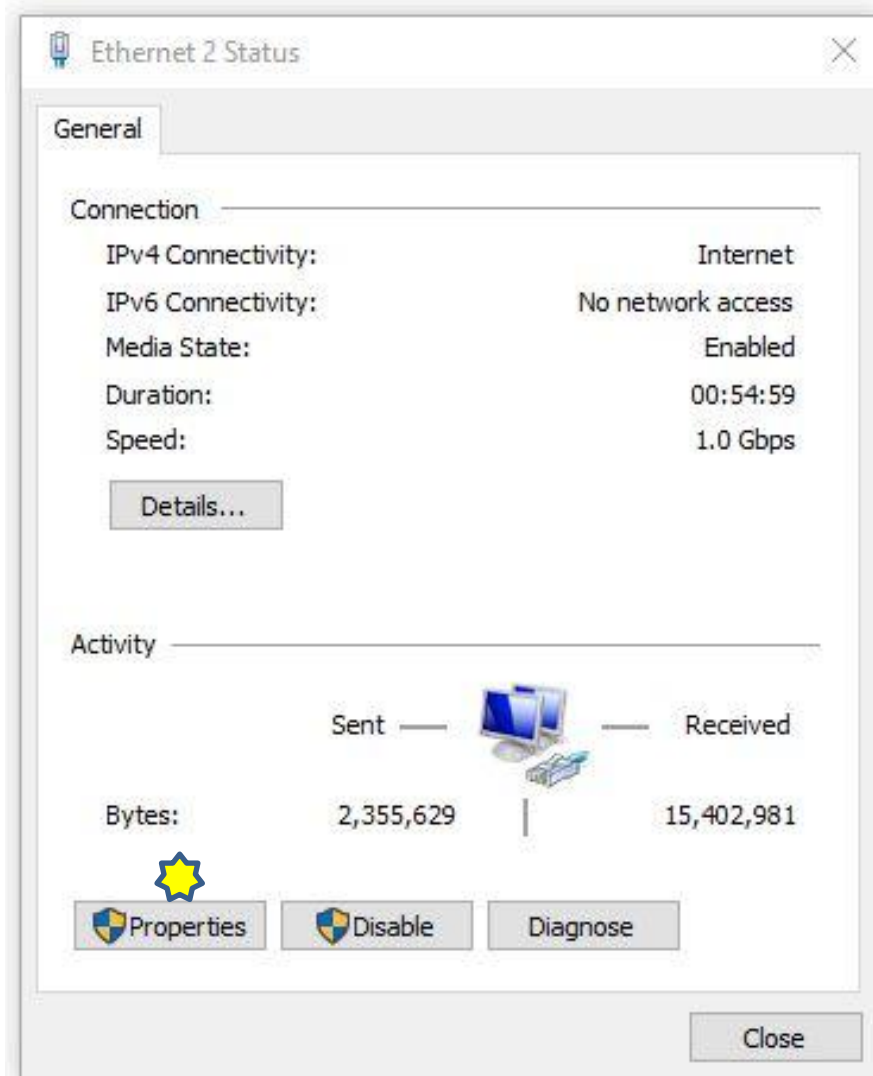 Ethernet 2 Status
General
Connection
IPv4 Connectivity: Internet
IPv6 Connectivity: No network access
Media State: Enabled
Duration: 00:54:59
Speed: 1.0 Gbps
Details...
Activity
Sent Received
Bytes: 2,355,629 15,402,981
Properties Disable Diagnose
Close